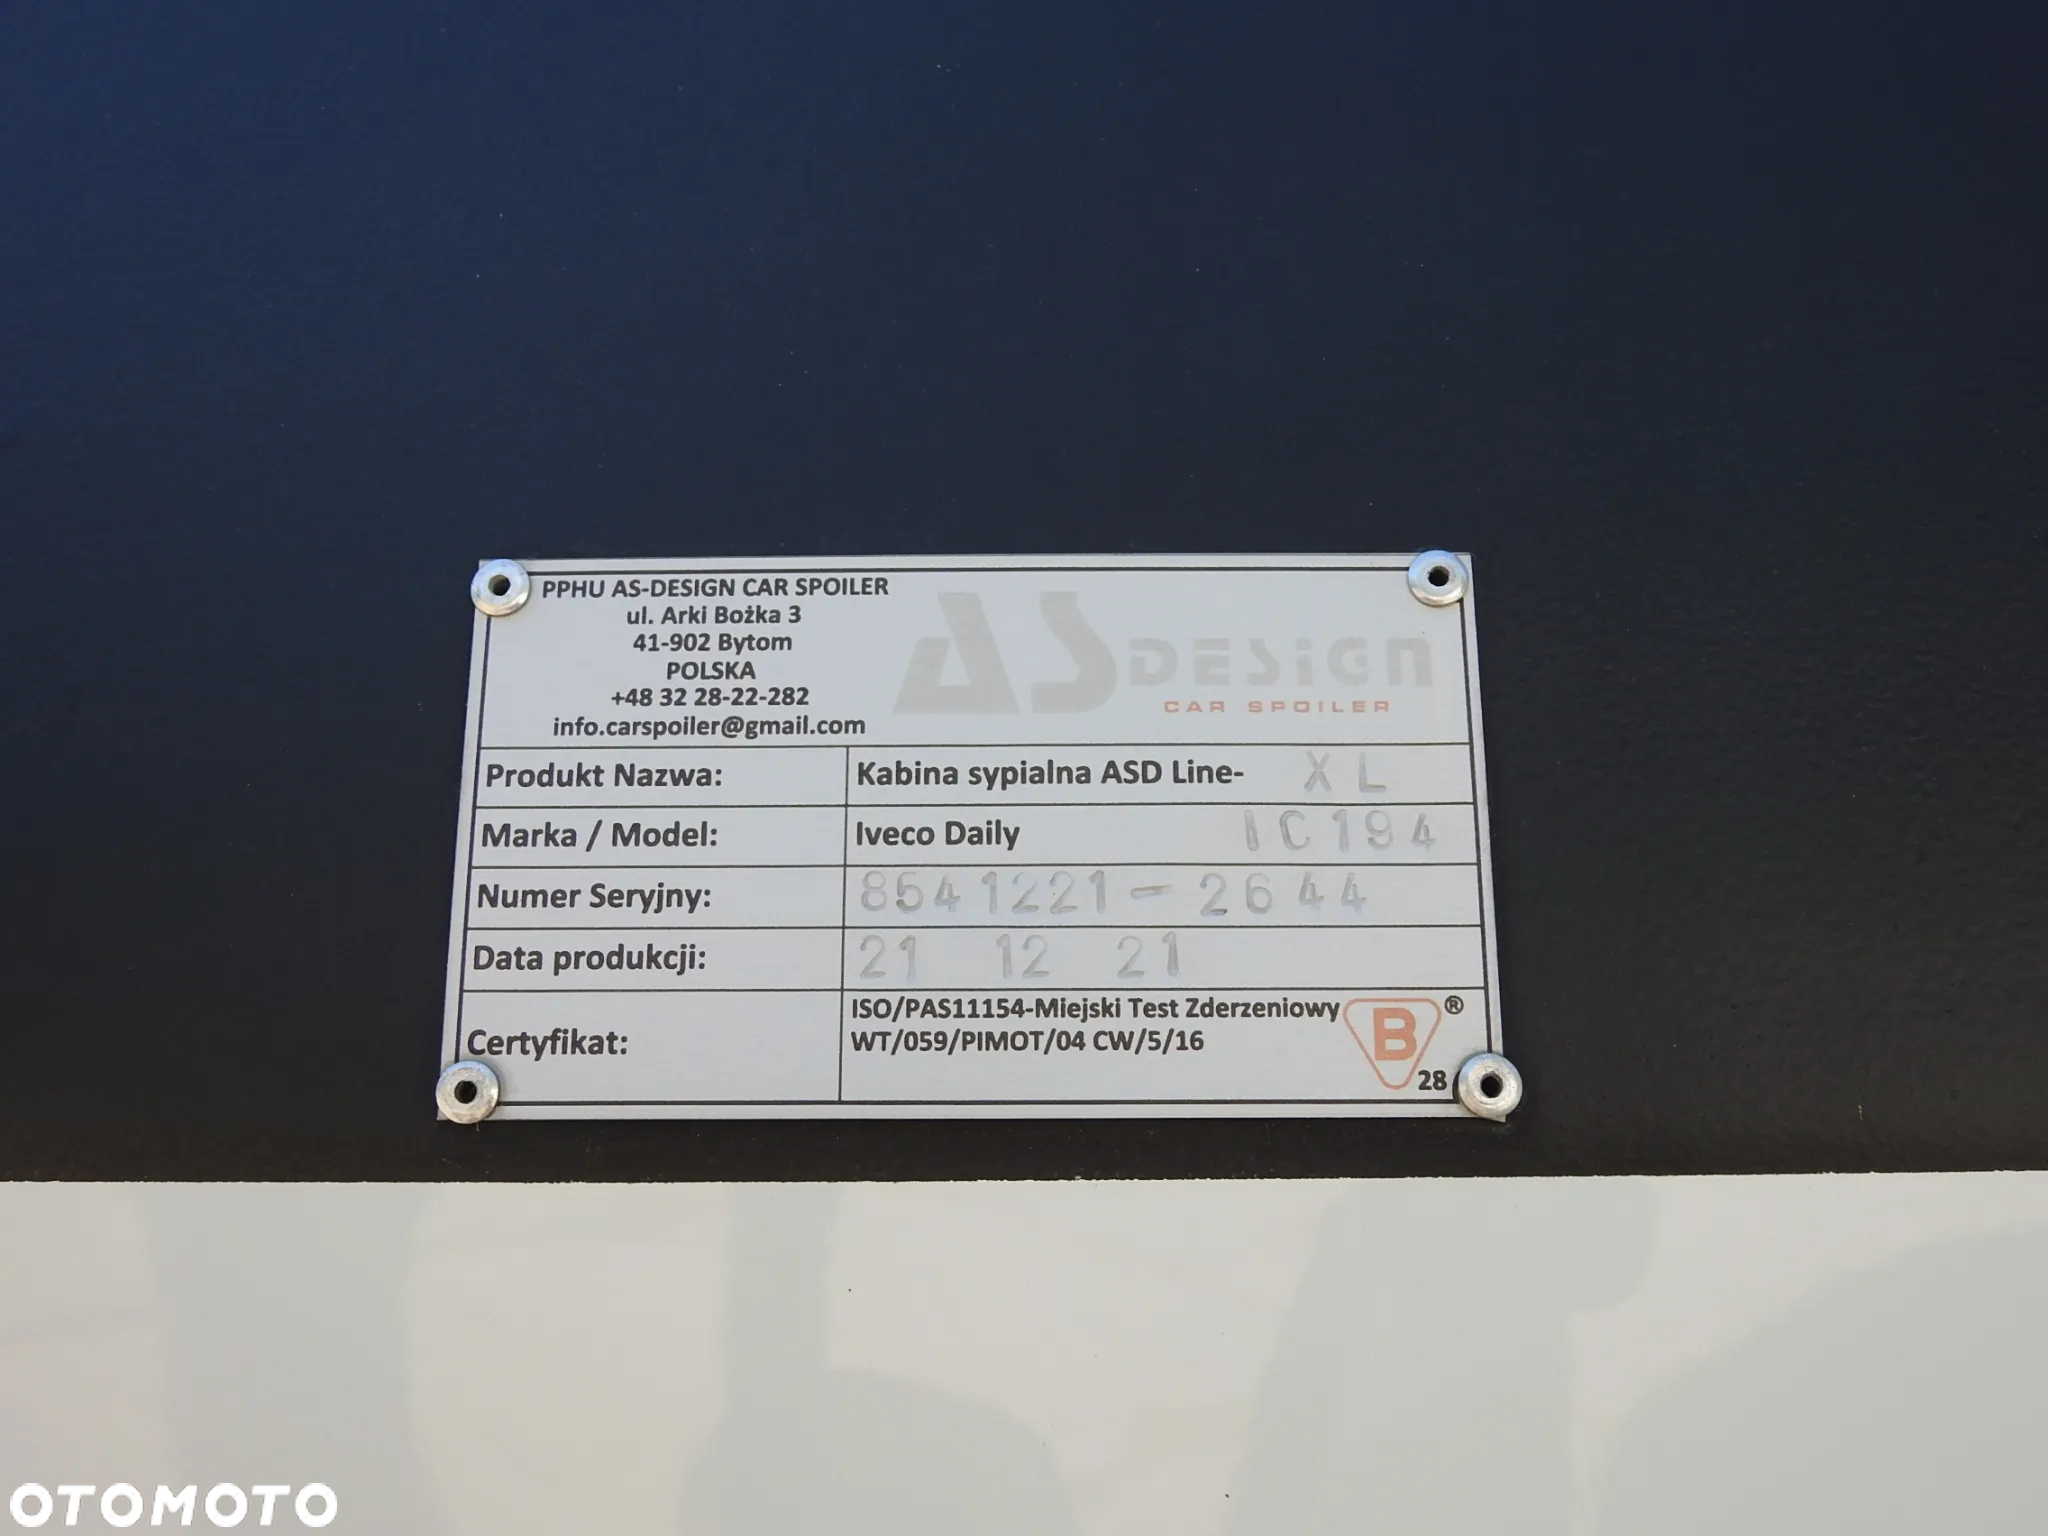 PPHU AS-DESIGN CAR SPOILER
ul. Arki Bożka 3
41-902 Bytom
POLSKA
+48 32 28-22-282
info.carspoiler@gmail.com
AS DESIGN
CAR SPOILER
Produkt Nazwa: Kabina sypialna ASD Line- XL
Marka / Model: Iveco Daily IC194
Numer Seryjny: 8541221-2644
Data produkcji: 21 12 21
Certyfikat: ISO/PAS11154-Miejski Test Zderzeniowy
WT/059/PIMOT/04 CW/5/16
B ®
28
OTOMOTO